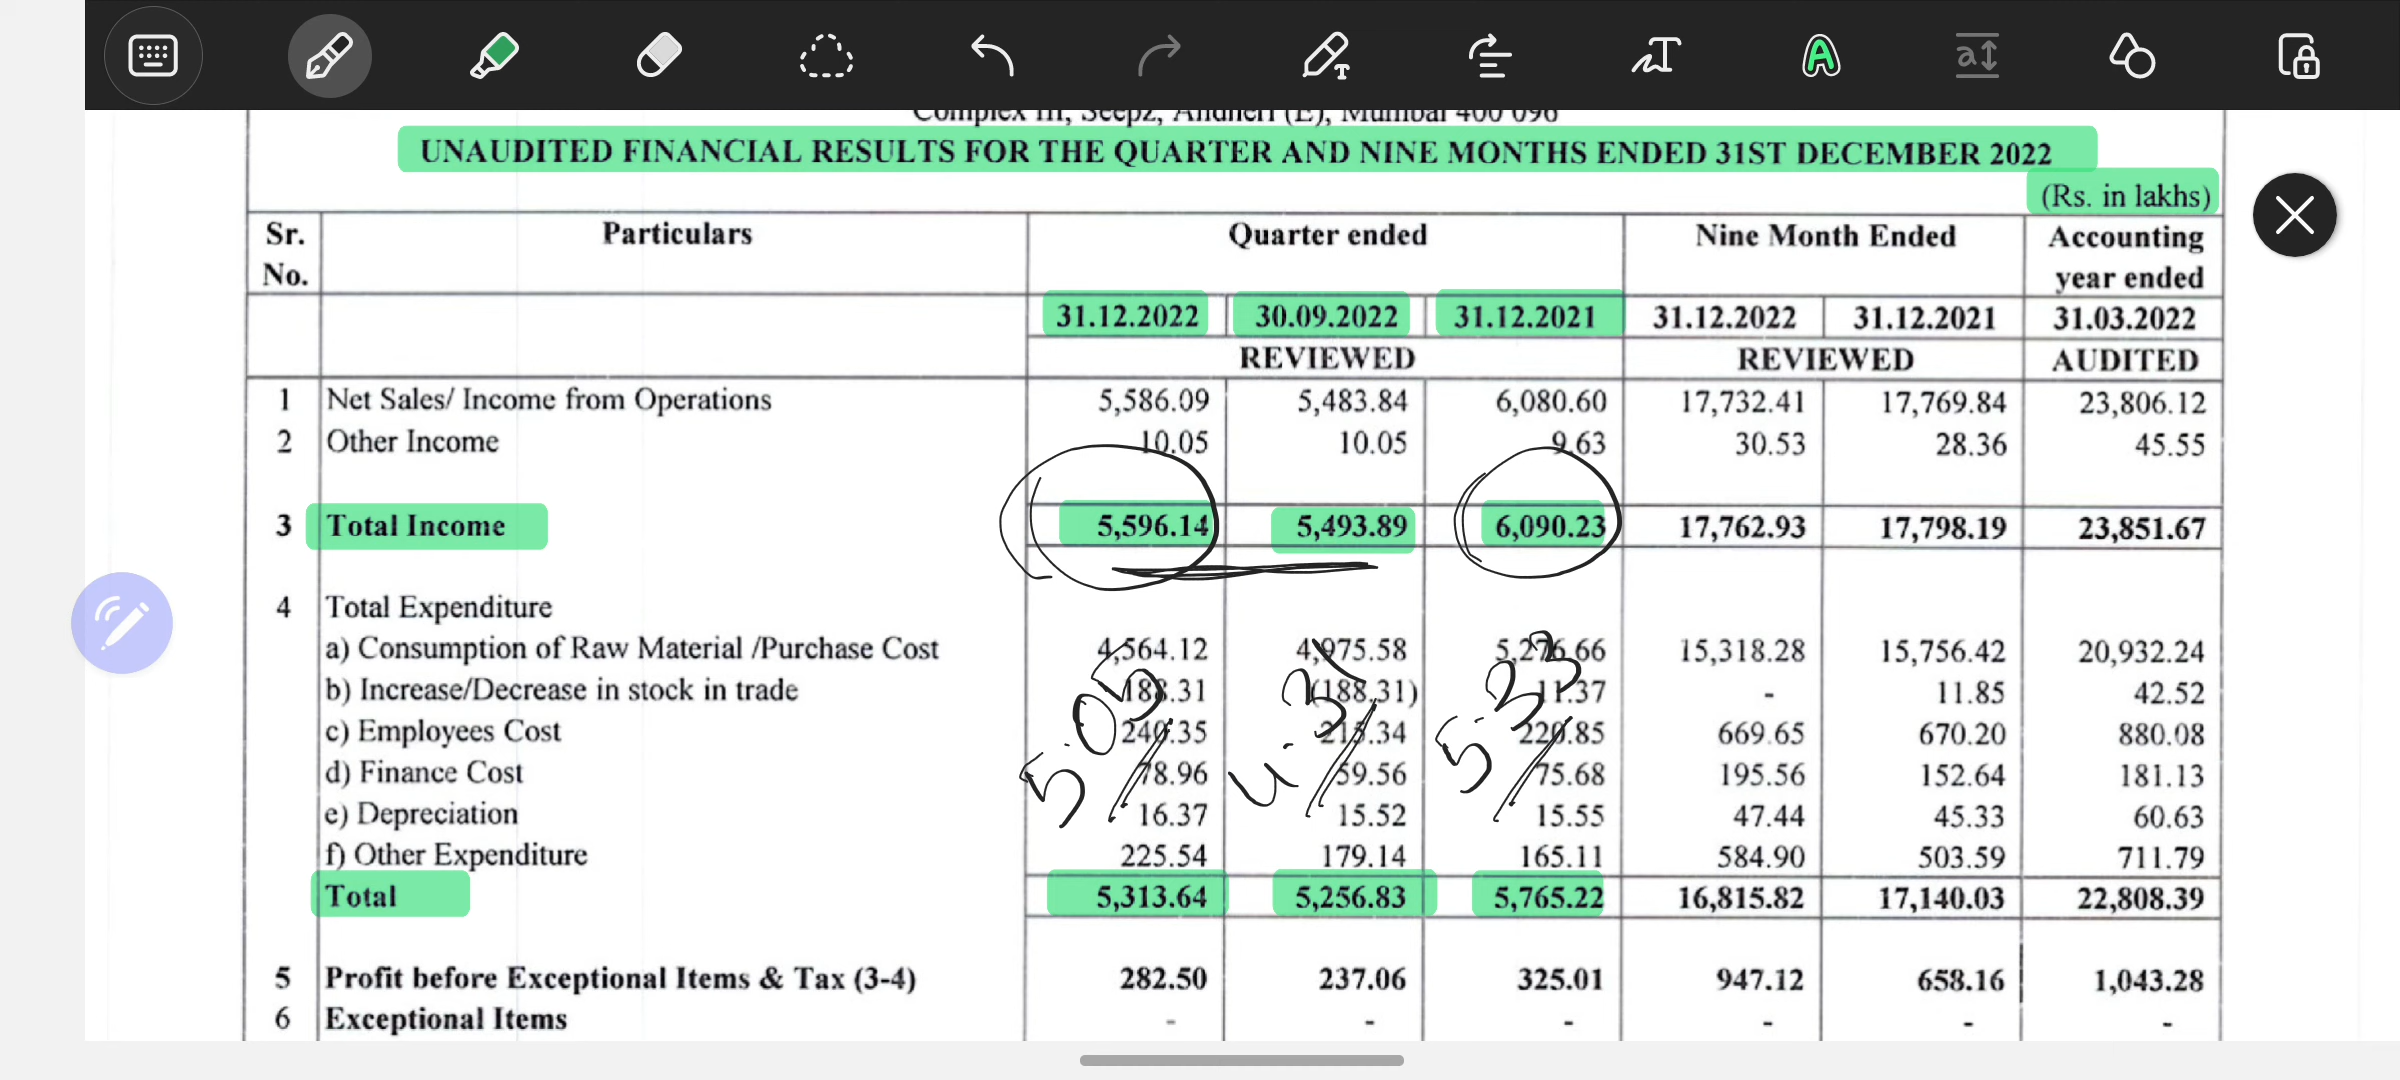 Complex III, Seepz, Andheri (E), Mumbai 400 096
UNAUDITED FINANCIAL RESULTS FOR THE QUARTER AND NINE MONTHS ENDED 31ST DECEMBER 2022
(Rs. in lakhs)
Sr. No. Particulars Quarter ended Nine Month Ended Accounting year ended
31.12.2022 30.09.2022 31.12.2021 31.12.2022 31.12.2021 31.03.2022
REVIEWED REVIEWED AUDITED
1 Net Sales/ Income from Operations 5,586.09 5,483.84 6,080.60 17,732.41 17,769.84 23,806.12
2 Other Income 10.05 10.05 9.63 30.53 28.36 45.55
3 Total Income 5,596.14 5,493.89 6,090.23 17,762.93 17,798.19 23,851.67
4 Total Expenditure
a) Consumption of Raw Material /Purchase Cost 4,564.12 4,975.58 5,276.66 15,318.28 15,756.42 20,932.24
b) Increase/Decrease in stock in trade 188.31 (188.31) 11.37 - 11.85 42.52
c) Employees Cost 240.35 215.34 220.85 669.65 670.20 880.08
d) Finance Cost 78.96 59.56 75.68 195.56 152.64 181.13
e) Depreciation 16.37 15.52 15.55 47.44 45.33 60.63
f) Other Expenditure 225.54 179.14 165.11 584.90 503.59 711.79
Total 5,313.64 5,256.83 5,765.22 16,815.82 17,140.03 22,808.39
5 Profit before Exceptional Items & Tax (3-4) 282.50 237.06 325.01 947.12 658.16 1,043.28
6 Exceptional Items - - - - - -
5.05%
4.31%
5.33%